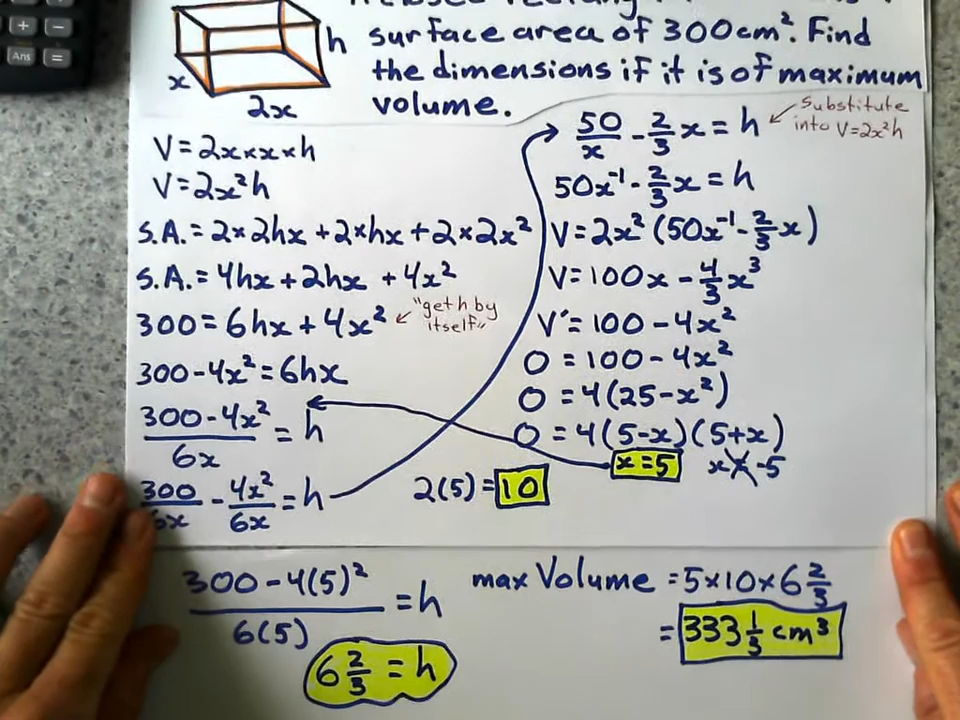 surface area of 300cm². Find
the dimensions if it is of maximum
volume.
h
x
2x
V = 2x × x × h
V = 2x²h
S.A. = 2×2hx + 2×hx + 2×2x²
S.A. = 4hx + 2hx + 4x²
300 = 6hx + 4x² ← "get h by itself"
300 - 4x² = 6hx
(300 - 4x²)/6x = h
300/6x - 4x²/6x = h
50/x - 2/3 x = h ← Substitute into V=2x²h
50x⁻¹ - 2/3 x = h
V = 2x² (50x⁻¹ - 2/3 x)
V = 100x - 4/3 x³
V' = 100 - 4x²
0 = 100 - 4x²
0 = 4(25 - x²)
0 = 4(5-x)(5+x)
x = 5 x ≠ -5
2(5) = 10
(300 - 4(5)²)/6(5) = h
6 2/3 = h
max Volume = 5×10×6 2/3
= 333 1/3 cm³
+
-
Ans
=